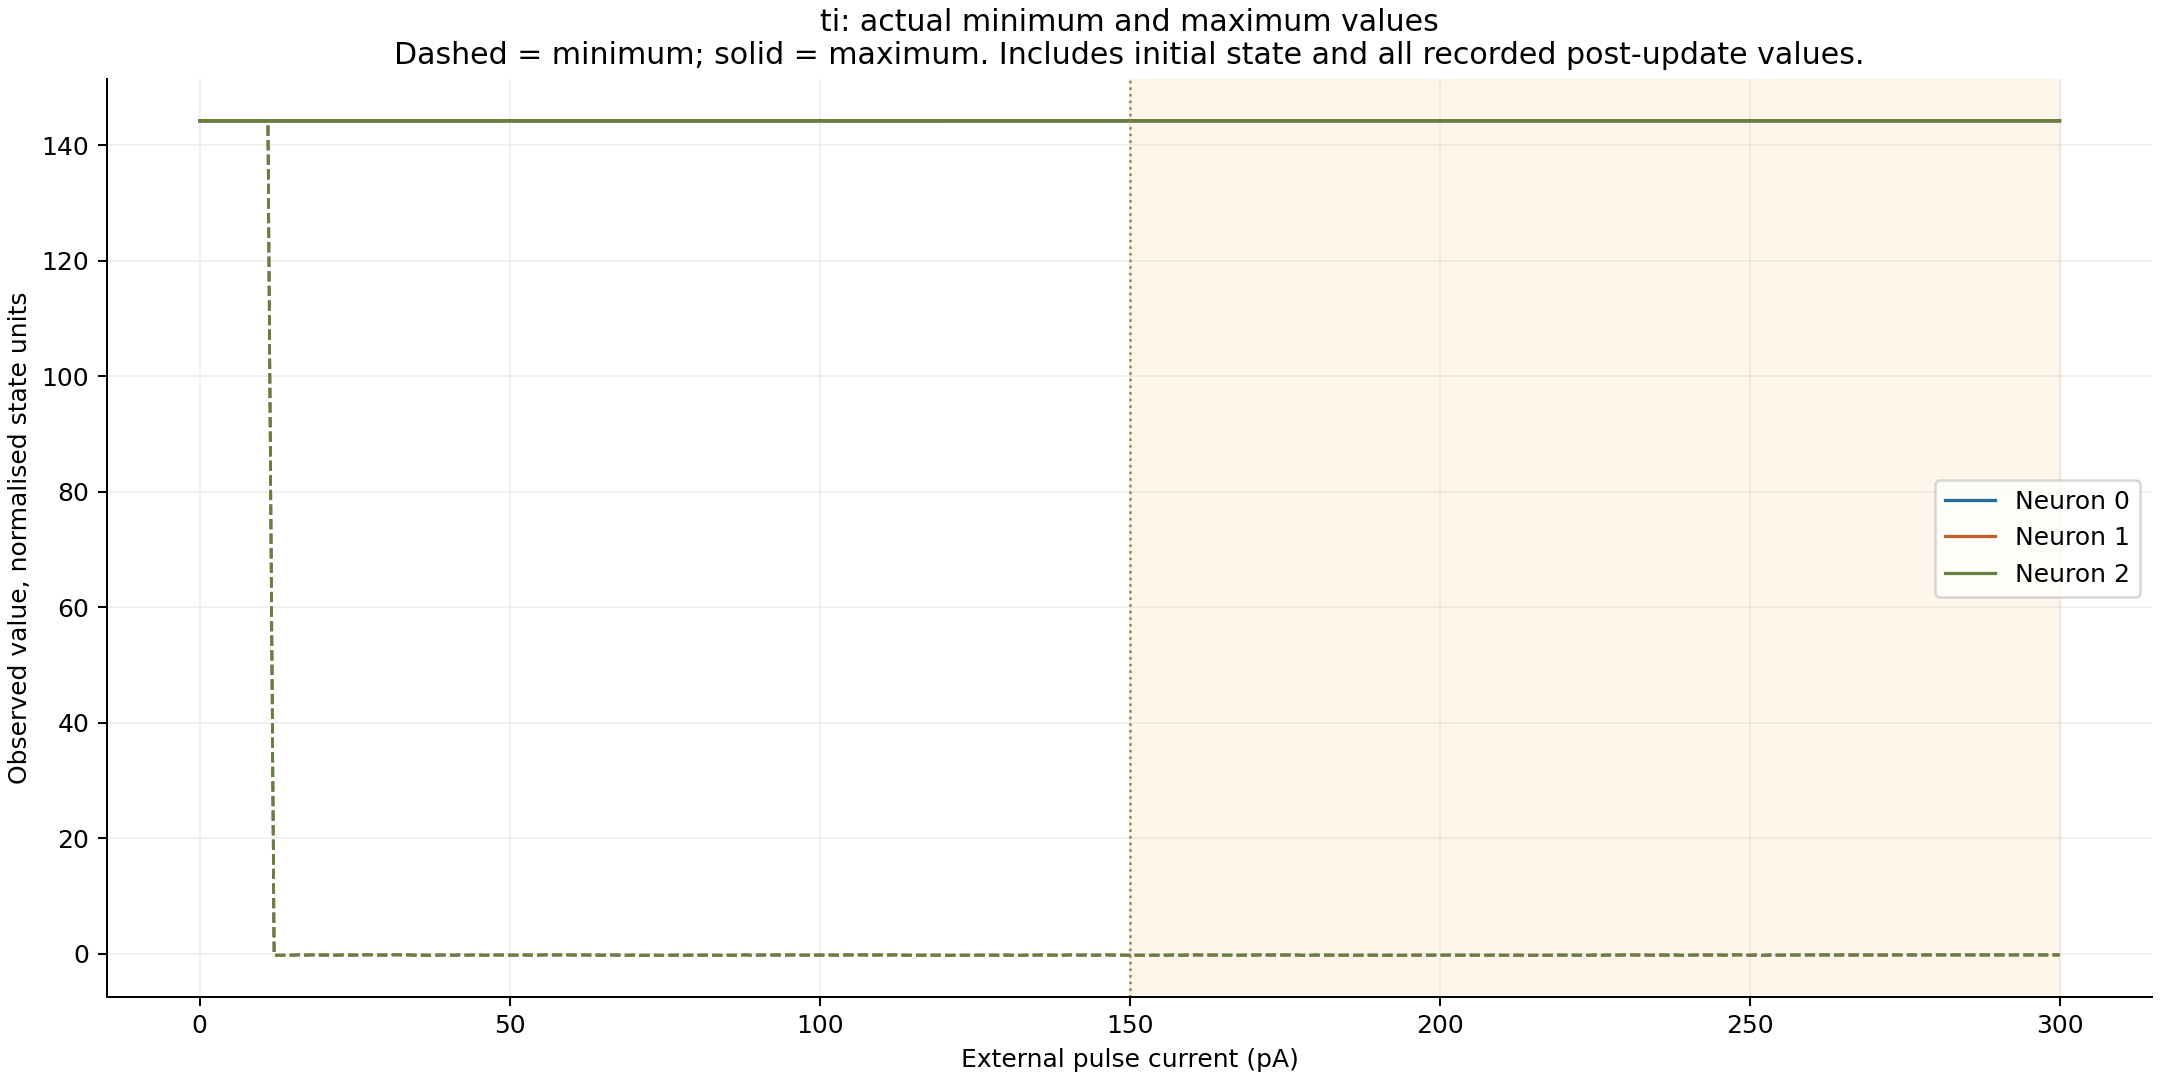 ti: actual minimum and maximum values
Dashed = minimum; solid = maximum. Includes initial state and all recorded post-update values.
Observed value, normalised state units
140
120
100
80
60
40
20
0
Neuron 0
Neuron 1
Neuron 2
0 50 100 150 200 250 300
External pulse current (pA)